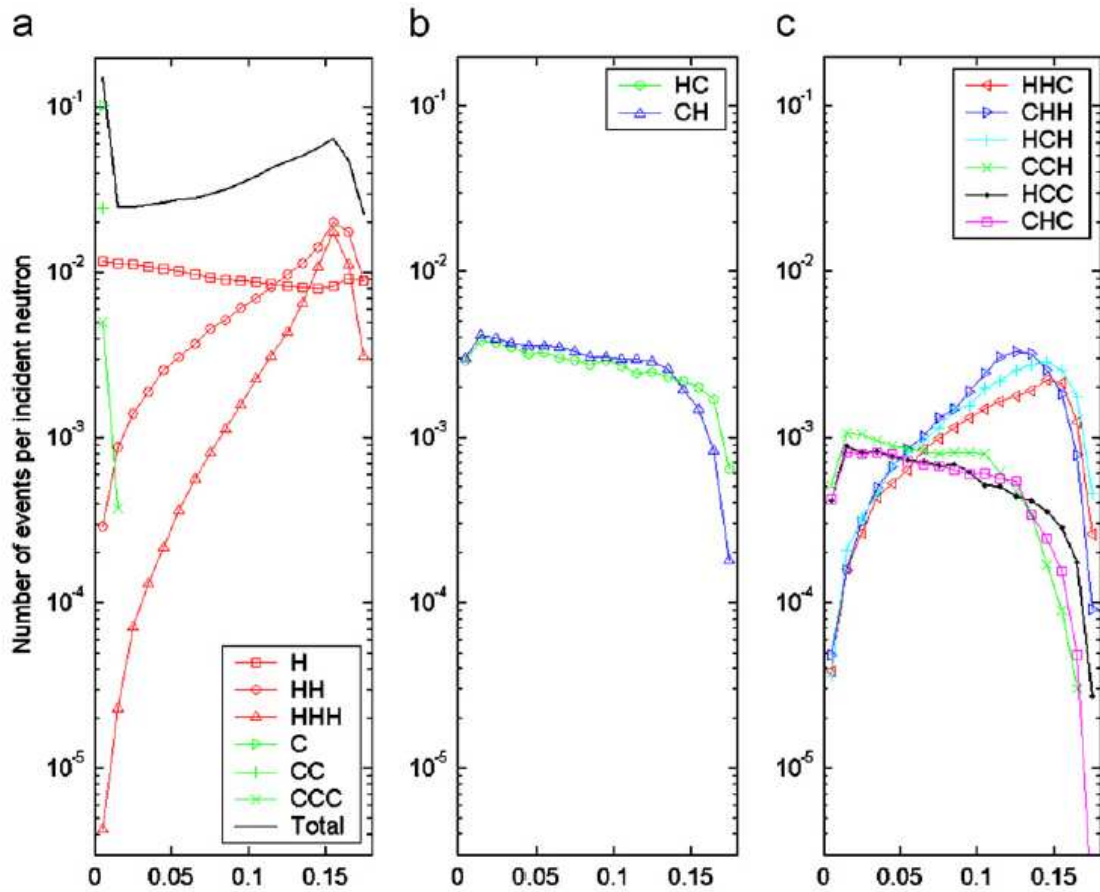 a
b
c
Number of events per incident neutron
10⁻¹
10⁻²
10⁻³
10⁻⁴
10⁻⁵
H
HH
HHH
C
CC
CCC
Total
0
0.05
0.1
0.15
HC
CH
10⁻¹
10⁻²
10⁻³
10⁻⁴
10⁻⁵
0
0.05
0.1
0.15
HHC
CHH
HCH
CCH
HCC
CHC
10⁻¹
10⁻²
10⁻³
10⁻⁴
10⁻⁵
0
0.05
0.1
0.15